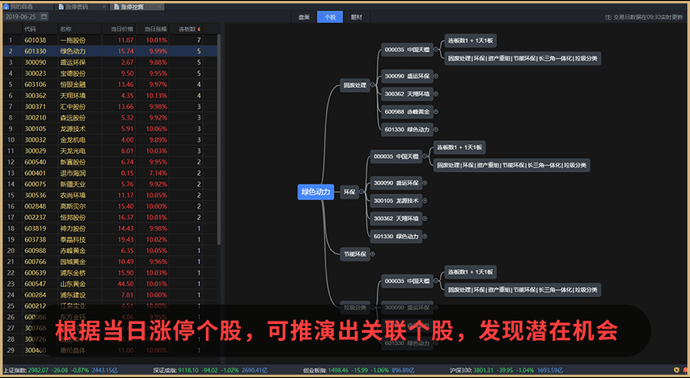 我的自选 涨停密码 涨停挖掘
2019-06-25
盘面 个股 题材
注: 交易日数据在09:30实时更新
代码 名称 当日价格 当日涨幅 连板数
1 601038 一拖股份 11.87 10.01% 7
2 601330 绿色动力 15.74 9.99% 5
3 300090 盛运环保 2.67 9.88% 5
4 300023 宝德股份 9.50 9.95% 5
5 603106 恒银金融 13.46 9.97% 4
6 300362 天翔环境 4.35 10.13% 4
7 300371 汇中股份 13.66 9.98% 3
8 300210 森远股份 5.32 9.92% 3
9 300105 龙源技术 5.91 10.06% 3
10 300032 金龙机电 4.00 9.89% 3
11 300029 天龙光电 8.01 10.03% 3
12 600540 新赛股份 6.74 9.95% 2
13 600401 退市海润 0.15 7.14% 2
14 600075 新疆天业 5.76 9.92% 2
15 300536 农尚环境 11.17 10.05% 2
16 002848 高斯贝尔 15.40 10.00% 2
17 002237 恒邦股份 16.37 10.01% 2
18 603819 神力股份 14.43 9.98% 1
19 603738 泰晶科技 19.43 10.02% 1
20 600988 赤峰黄金 6.35 10.05% 1
21 600766 园城黄金 10.49 9.96% 1
22 600639 浦东金桥 15.90 10.03% 1
23 600547 山东黄金 44.50 10.01% 1
24 600284 浦东建设 7.81 10.00% 1
绿色动力
固废处理
000035 中国天楹
连板数1 + 1天1板
固废处理|环保|资产重组|节能环保|长三角一体化|垃圾分类
300090 盛运环保
300362 天翔环境
600988 赤峰黄金
601330 绿色动力
环保
000035 中国天楹
连板数1 + 1天1板
固废处理|环保|资产重组|节能环保|长三角一体化|垃圾分类
300090 盛运环保
300105 龙源技术
300362 天翔环境
601330 绿色动力
节能环保
垃圾分类
000035 中国天楹
连板数1 + 1天1板
固废处理|环保|资产重组|节能环保|长三角一体化|垃圾分类
根据当日涨停个股，可推演出关联个股，发现潜在机会
上证指数: 2982.07 -26.08 -0.87% 2443.15亿 深证成指: 9118.10 -94.02 -1.02% 2690.41亿 创业板指: 1498.46 -15.99 -1.06% 896.89亿 沪深300: 3801.31 -39.95 -1.04% 1693.59亿